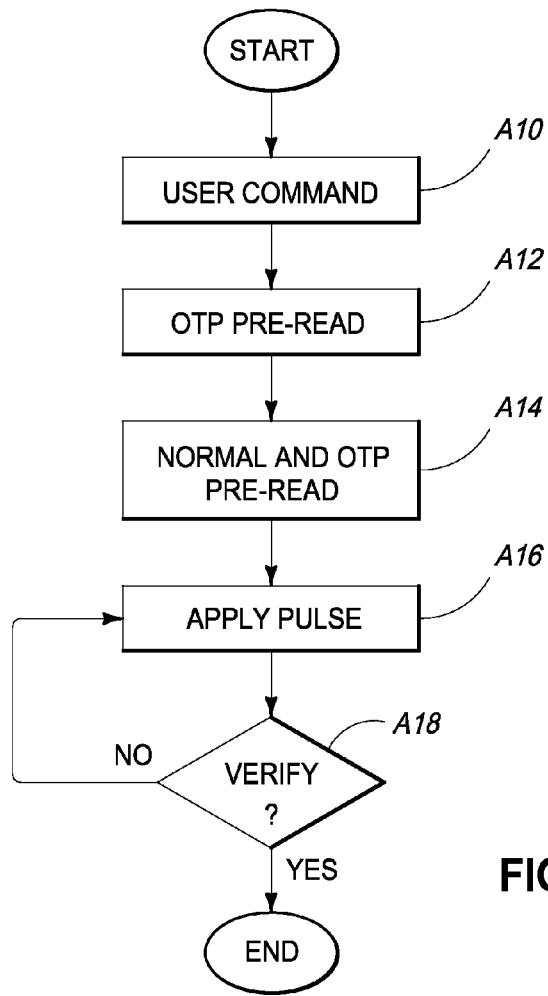 START
A10
USER COMMAND
A12
OTP PRE-READ
A14
NORMAL AND OTP
PRE-READ
A16
APPLY PULSE
A18
NO
VERIFY
?
YES
FIG
END